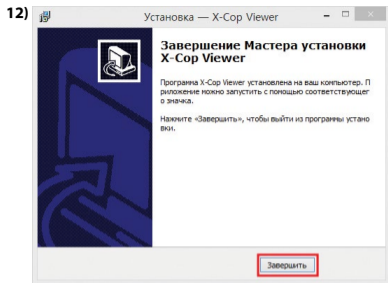 12)
Установка — X-Cop Viewer
Завершение Мастера установки
X-Cop Viewer
Программа X-Cop Viewer установлена на ваш компьютер. П
риложение можно запустить с помощью соответствующег
о значка.
Нажмите «Завершить», чтобы выйти из программы устано
вки.
Завершить